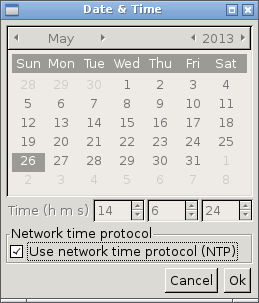 Date & Time
May 2013
Sun Mon Tue Wed Thu Fri Sat
28 29 30 1 2 3 4
5 6 7 8 9 10 11
12 13 14 15 16 17 18
19 20 21 22 23 24 25
26 27 28 29 30 31 1
2 3 4 5 6 7 8
Time (h m s) 14 6 24
Network time protocol
Use network time protocol (NTP)
Cancel Ok